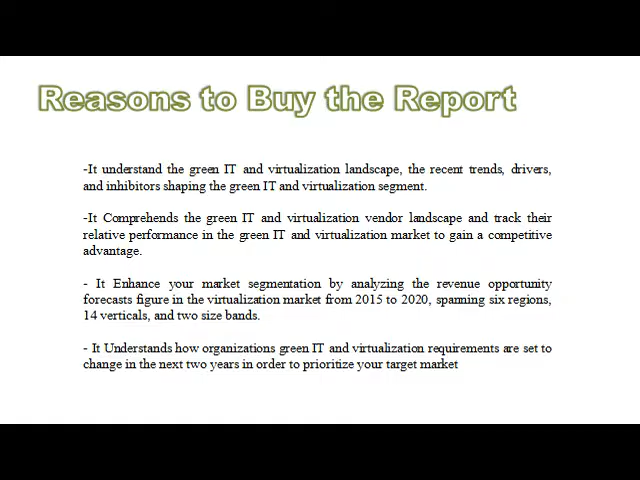 Reasons to Buy the Report
-It understand the green IT and virtualization landscape, the recent trends, drivers,
and inhibitors shaping the green IT and virtualization segment.
-It Comprehends the green IT and virtualization vendor landscape and track their
relative performance in the green IT and virtualization market to gain a competitive
advantage.
- It Enhance your market segmentation by analyzing the revenue opportunity
forecasts figure in the virtualization market from 2015 to 2020, spanning six regions,
14 verticals, and two size bands.
- It Understands how organizations green IT and virtualization requirements are set to
change in the next two years in order to prioritize your target market